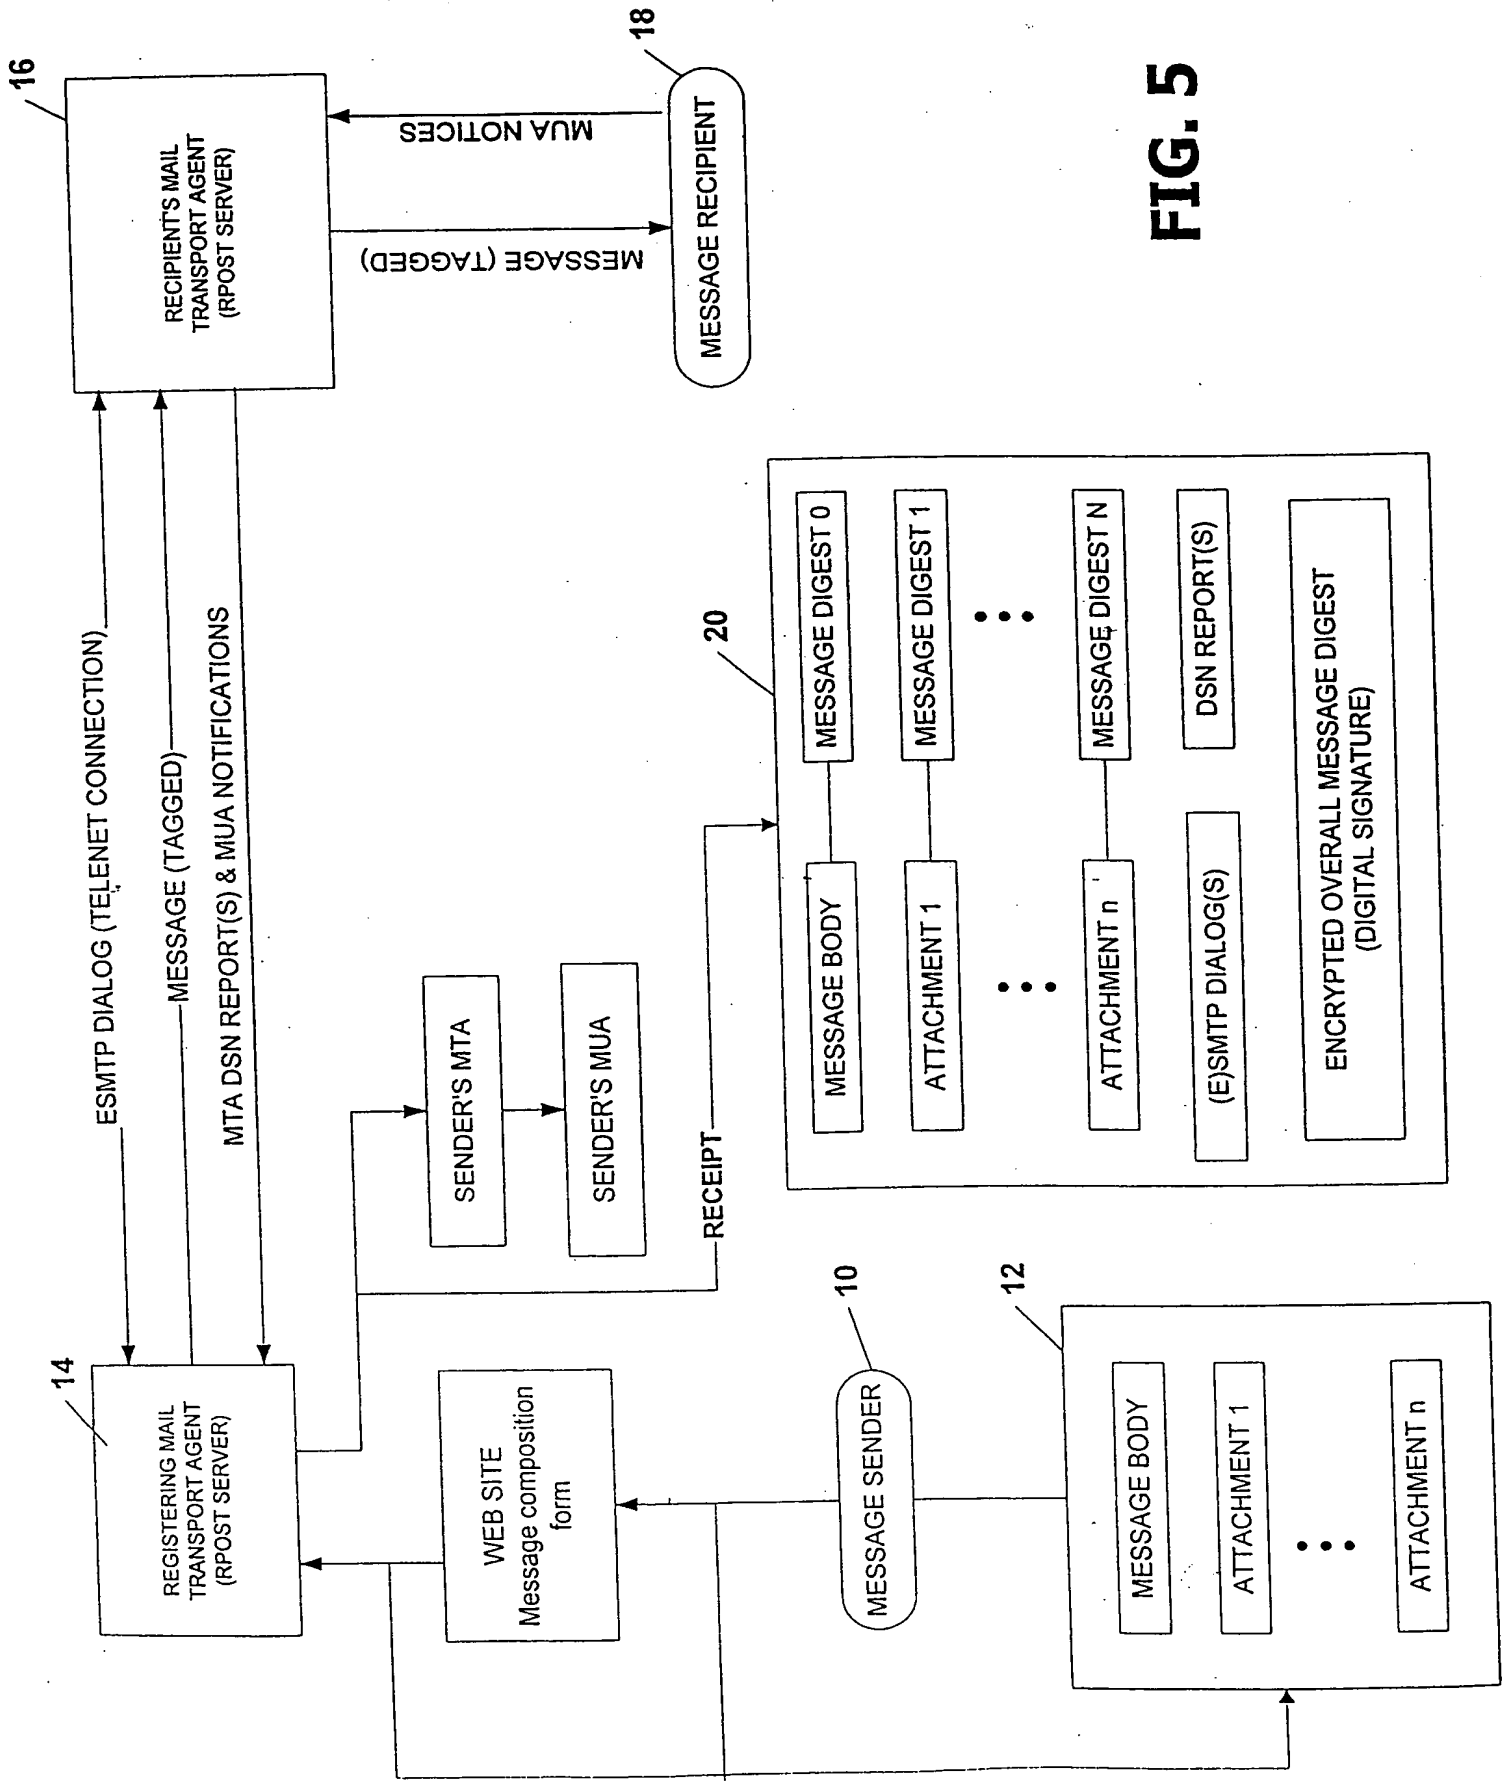 14
REGISTERING MAIL
TRANSPORT AGENT
(RPOST SERVER)
ESMTP DIALOG (TELENET CONNECTION)
MESSAGE (TAGGED)
MTA DSN REPORT(S) & MUA NOTIFICATIONS
16
RECIPIENT'S MAIL
TRANSPORT AGENT
(RPOST SERVER)
MESSAGE (TAGGED)
MUA NOTICES
18
MESSAGE RECIPIENT
WEB SITE
Message composition
form
SENDER'S MTA
SENDER'S MUA
RECEIPT
10
MESSAGE SENDER
12
MESSAGE BODY
ATTACHMENT 1
ATTACHMENT n
20
MESSAGE BODY
MESSAGE DIGEST 0
ATTACHMENT 1
MESSAGE DIGEST 1
ATTACHMENT n
MESSAGE DIGEST N
(E)SMTP DIALOG(S)
DSN REPORT(S)
ENCRYPTED OVERALL MESSAGE DIGEST
(DIGITAL SIGNATURE)
FIG. 5